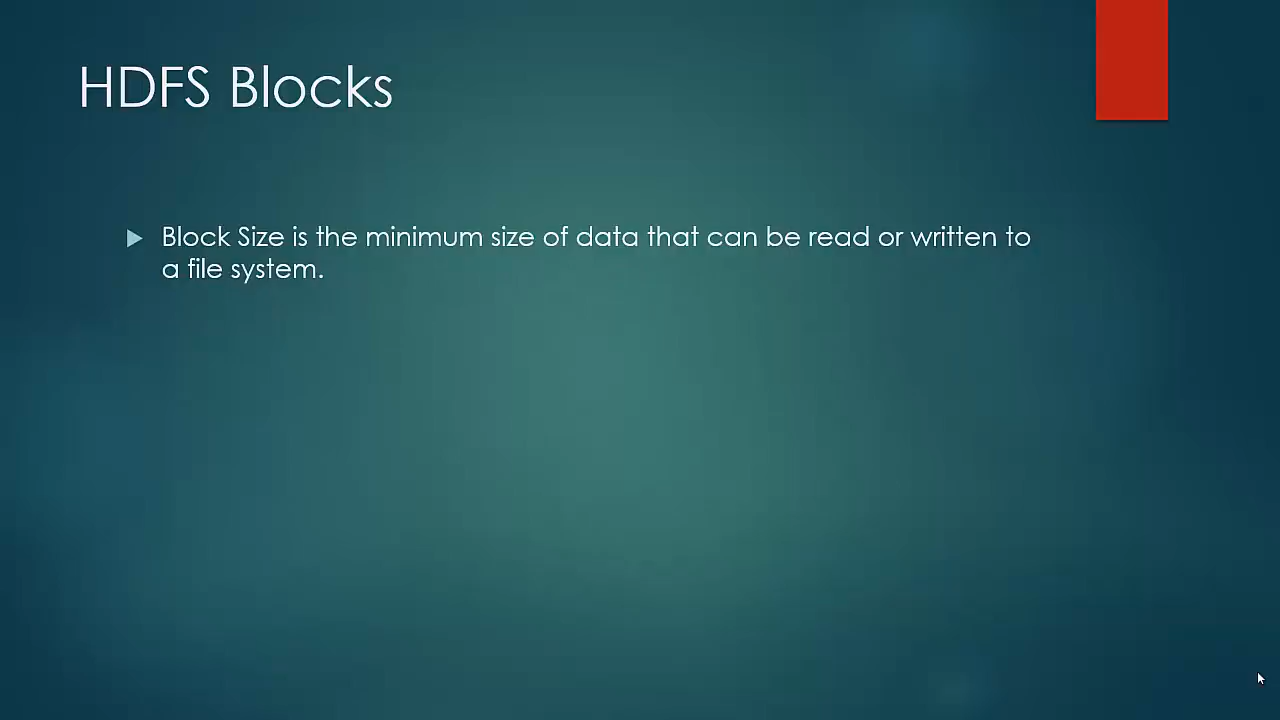 HDFS Blocks
Block Size is the minimum size of data that can be read or written to
a file system.